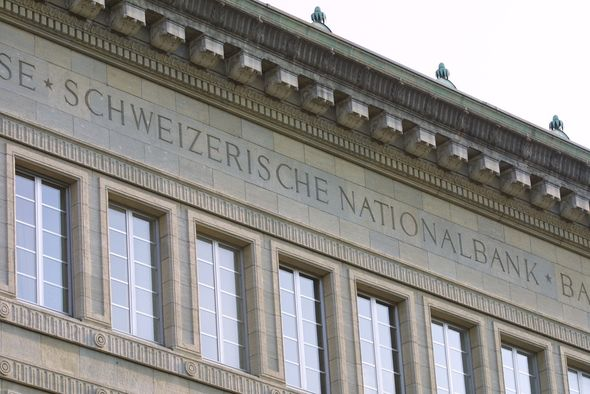 SE ★ SCHWEIZERISCHE NATIONALBANK ★ BA